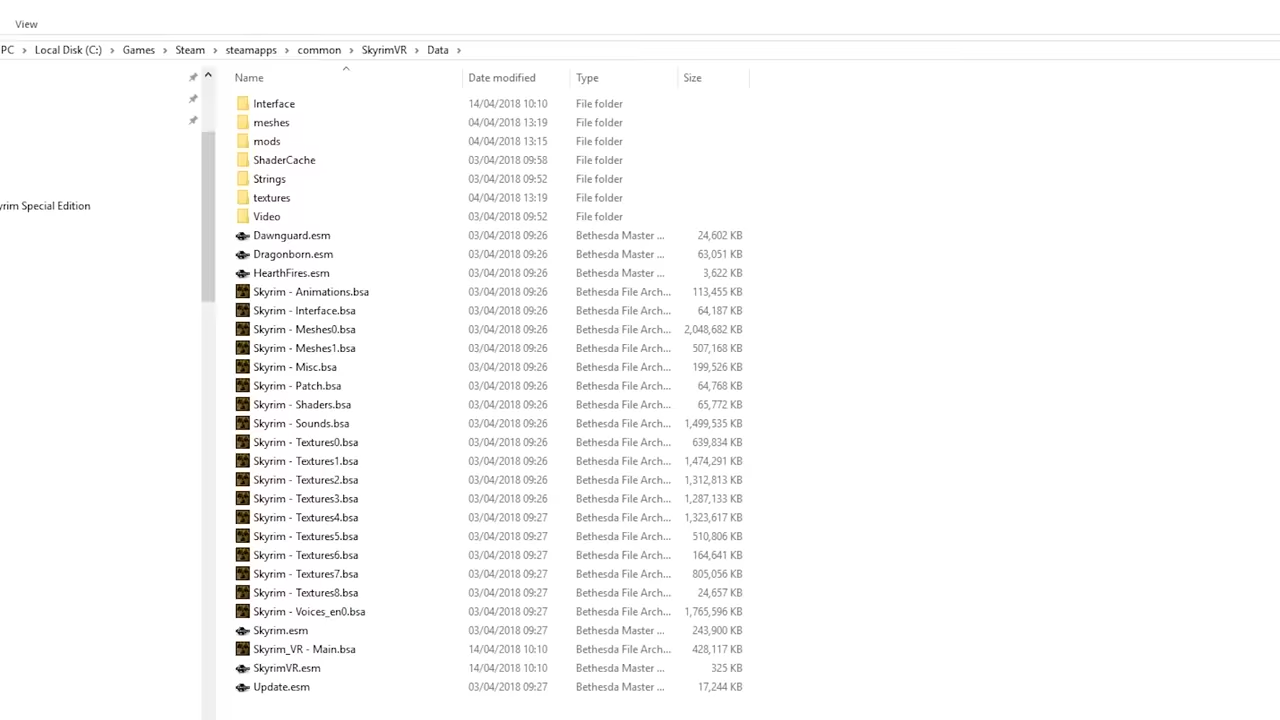 View
PC > Local Disk (C:) > Games > Steam > steamapps > common > SkyrimVR > Data >
Name Date modified Type Size
Interface 14/04/2018 10:10 File folder
meshes 04/04/2018 13:19 File folder
mods 04/04/2018 13:15 File folder
ShaderCache 03/04/2018 09:58 File folder
Strings 03/04/2018 09:52 File folder
textures 04/04/2018 13:19 File folder
yrim Special Edition
Video 03/04/2018 09:52 File folder
Dawnguard.esm 03/04/2018 09:26 Bethesda Master ... 24,602 KB
Dragonborn.esm 03/04/2018 09:26 Bethesda Master ... 63,051 KB
HearthFires.esm 03/04/2018 09:26 Bethesda Master ... 3,622 KB
Skyrim - Animations.bsa 03/04/2018 09:26 Bethesda File Arch... 113,455 KB
Skyrim - Interface.bsa 03/04/2018 09:26 Bethesda File Arch... 64,187 KB
Skyrim - Meshes0.bsa 03/04/2018 09:26 Bethesda File Arch... 2,048,682 KB
Skyrim - Meshes1.bsa 03/04/2018 09:26 Bethesda File Arch... 507,168 KB
Skyrim - Misc.bsa 03/04/2018 09:26 Bethesda File Arch... 199,526 KB
Skyrim - Patch.bsa 03/04/2018 09:26 Bethesda File Arch... 64,768 KB
Skyrim - Shaders.bsa 03/04/2018 09:26 Bethesda File Arch... 65,772 KB
Skyrim - Sounds.bsa 03/04/2018 09:26 Bethesda File Arch... 1,499,535 KB
Skyrim - Textures0.bsa 03/04/2018 09:26 Bethesda File Arch... 639,834 KB
Skyrim - Textures1.bsa 03/04/2018 09:26 Bethesda File Arch... 1,474,291 KB
Skyrim - Textures2.bsa 03/04/2018 09:26 Bethesda File Arch... 1,312,813 KB
Skyrim - Textures3.bsa 03/04/2018 09:26 Bethesda File Arch... 1,287,133 KB
Skyrim - Textures4.bsa 03/04/2018 09:27 Bethesda File Arch... 1,323,617 KB
Skyrim - Textures5.bsa 03/04/2018 09:27 Bethesda File Arch... 510,806 KB
Skyrim - Textures6.bsa 03/04/2018 09:27 Bethesda File Arch... 164,641 KB
Skyrim - Textures7.bsa 03/04/2018 09:27 Bethesda File Arch... 805,056 KB
Skyrim - Textures8.bsa 03/04/2018 09:27 Bethesda File Arch... 24,657 KB
Skyrim - Voices_en0.bsa 03/04/2018 09:27 Bethesda File Arch... 1,765,596 KB
Skyrim.esm 03/04/2018 09:27 Bethesda Master ... 243,900 KB
Skyrim_VR - Main.bsa 14/04/2018 10:10 Bethesda File Arch... 428,117 KB
SkyrimVR.esm 14/04/2018 10:10 Bethesda Master ... 325 KB
Update.esm 03/04/2018 09:27 Bethesda Master ... 17,244 KB